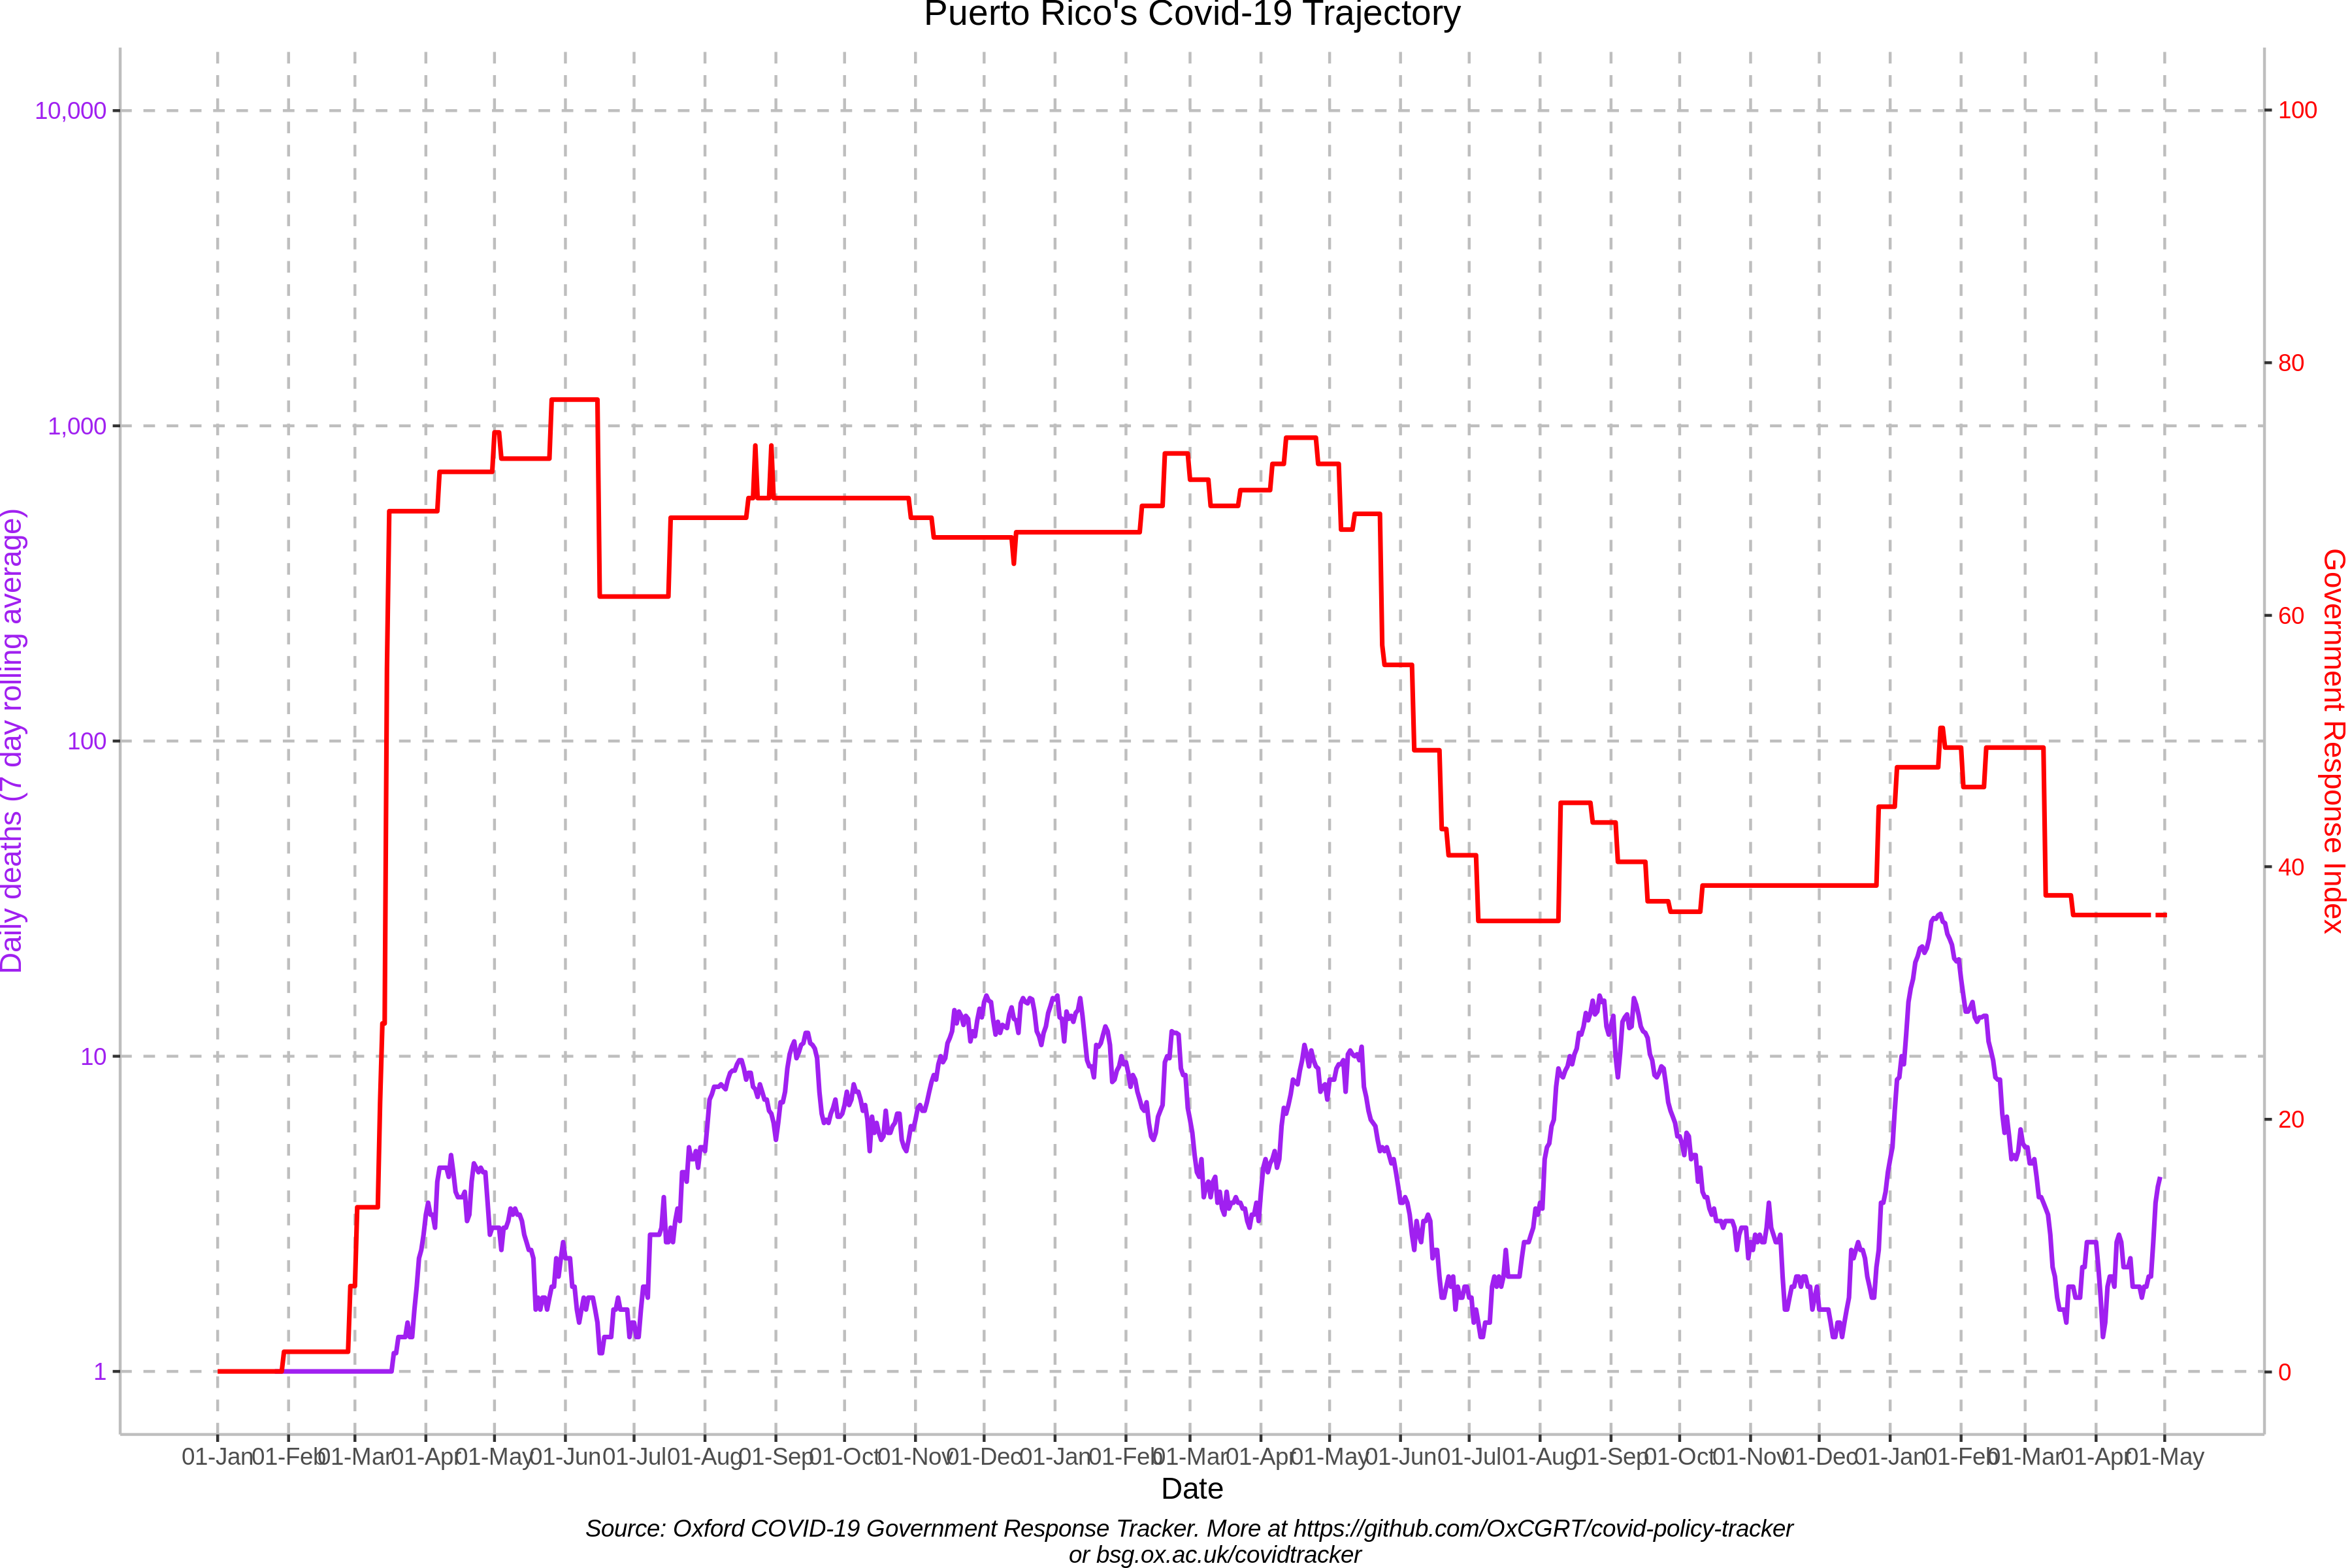 Puerto Rico's Covid-19 Trajectory
10,000
1,000
100
10
1
Daily deaths (7 day rolling average)
100
80
60
40
20
0
Government Response Index
01-Jan 01-Feb 01-Mar 01-Apr 01-May 01-Jun 01-Jul 01-Aug 01-Sep 01-Oct 01-Nov 01-Dec 01-Jan 01-Feb 01-Mar 01-Apr 01-May 01-Jun 01-Jul 01-Aug 01-Sep 01-Oct 01-Nov 01-Dec 01-Jan 01-Feb 01-Mar 01-Apr 01-May
Date
Source: Oxford COVID-19 Government Response Tracker. More at https://github.com/OxCGRT/covid-policy-tracker
or bsg.ox.ac.uk/covidtracker